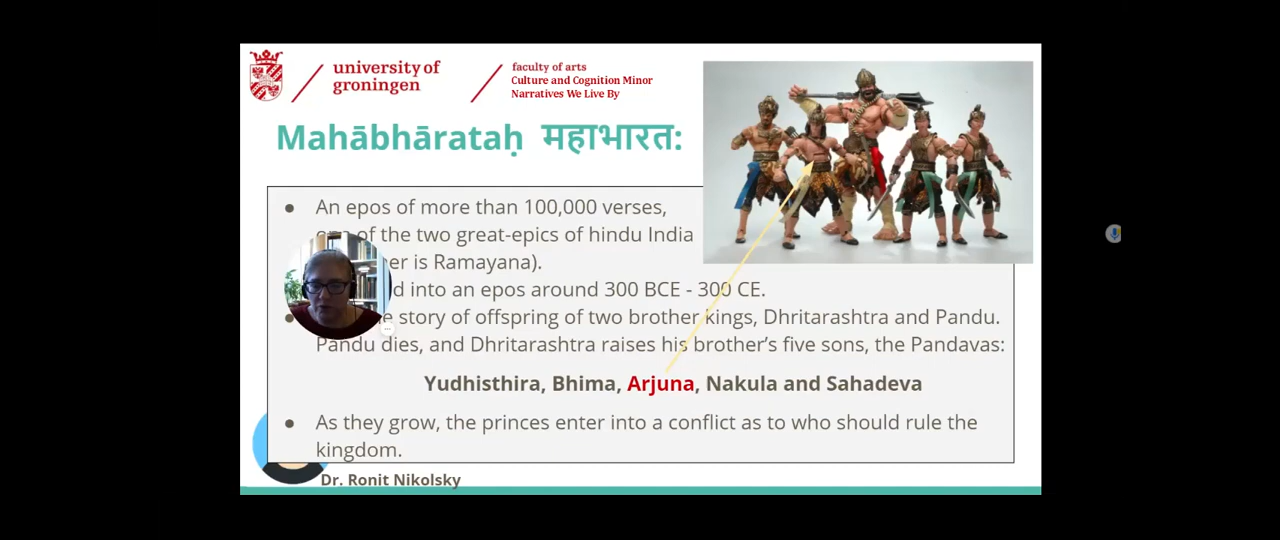 university of
groningen
faculty of arts
Culture and Cognition Minor
Narratives We Live By
Mahābhārataḥ महाभारत:
An epos of more than 100,000 verses,
of the two great-epics of hindu India
is Ramayana).
into an epos around 300 BCE - 300 CE.
story of offspring of two brother kings, Dhritarashtra and Pandu.
Pandu dies, and Dhritarashtra raises his brother's five sons, the Pandavas:
Yudhisthira, Bhima, Arjuna, Nakula and Sahadeva
As they grow, the princes enter into a conflict as to who should rule the
kingdom.
Dr. Ronit Nikolsky